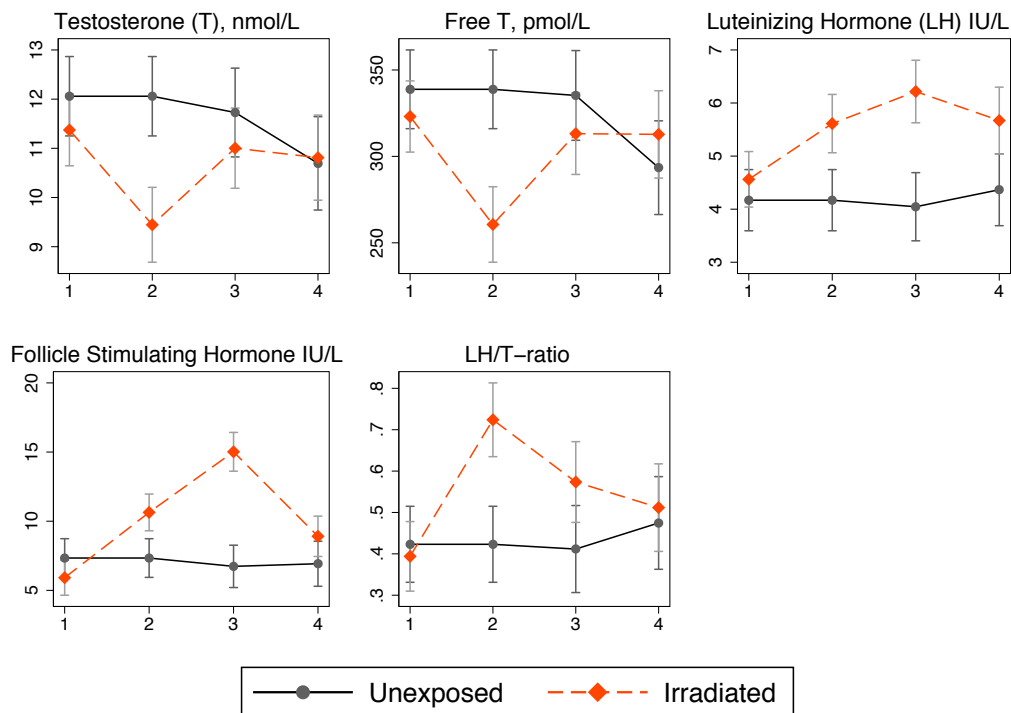 Testosterone (T), nmol/L
13
12
11
10
9
1 2 3 4
Free T, pmol/L
350
300
250
1 2 3 4
Luteinizing Hormone (LH) IU/L
7
6
5
4
3
1 2 3 4
Follicle Stimulating Hormone IU/L
20
15
10
5
1 2 3 4
LH/T−ratio
.8
.7
.6
.5
.4
.3
1 2 3 4
Unexposed Irradiated